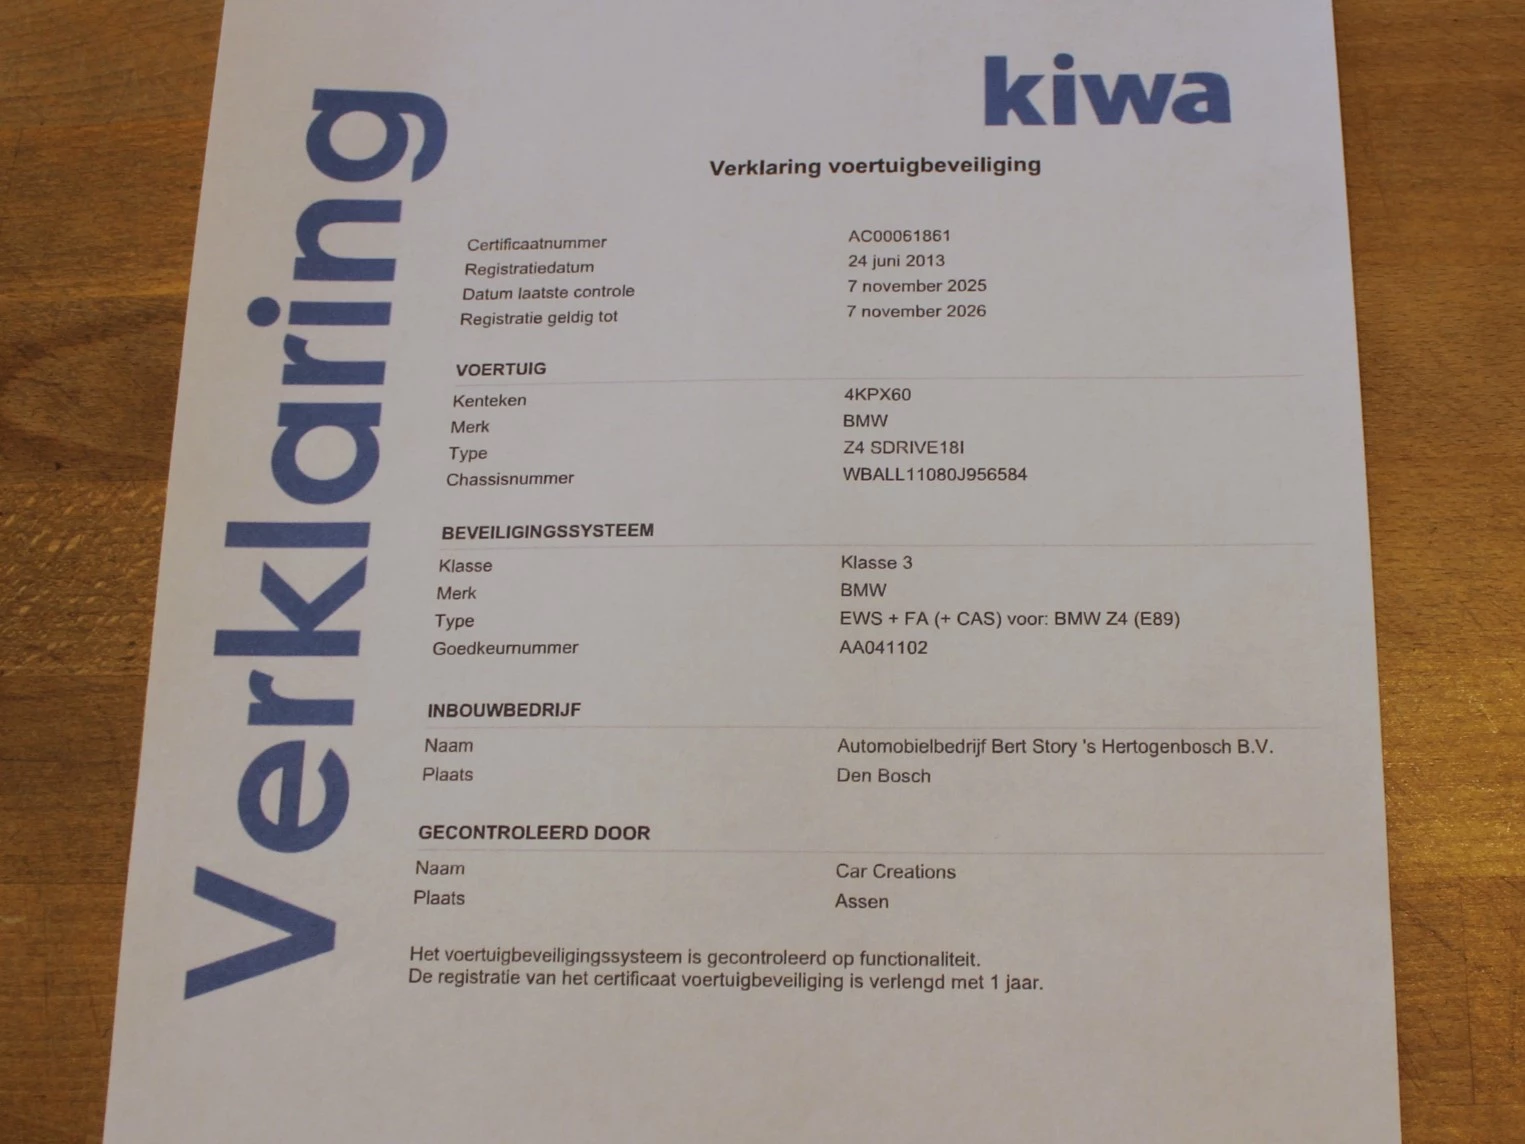 Verklaring
kiwa
Verklaring voertuigbeveiliging
Certificaatnummer AC00061861
Registratiedatum 24 juni 2013
Datum laatste controle 7 november 2025
Registratie geldig tot 7 november 2026
VOERTUIG
Kenteken 4KPX60
Merk BMW
Type Z4 SDRIVE18I
Chassisnummer WBALL11080J956584
BEVEILIGINGSSYSTEEM
Klasse Klasse 3
Merk BMW
Type EWS + FA (+ CAS) voor: BMW Z4 (E89)
Goedkeurnummer AA041102
INBOUWBEDRIJF
Naam Automobielbedrijf Bert Story 's Hertogenbosch B.V.
Plaats Den Bosch
GECONTROLEERD DOOR
Naam Car Creations
Plaats Assen
Het voertuigbeveiligingssysteem is gecontroleerd op functionaliteit.
De registratie van het certificaat voertuigbeveiliging is verlengd met 1 jaar.